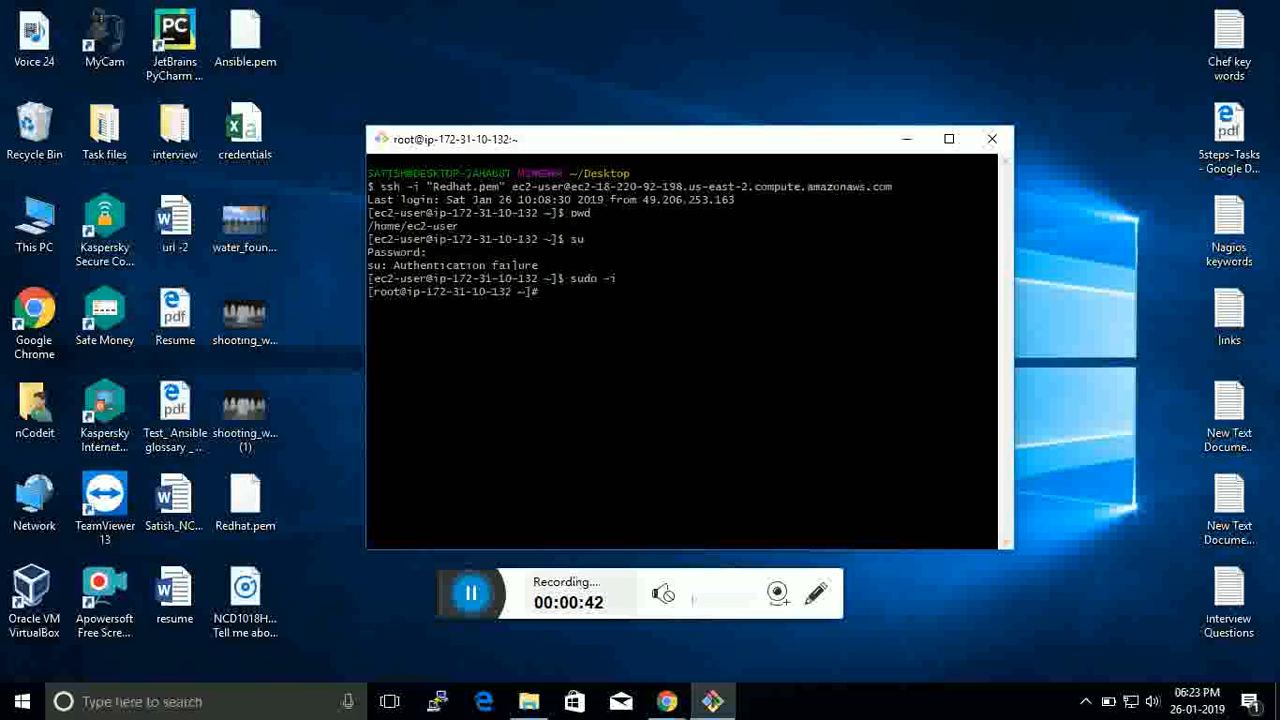 Voice 24
MyCam
JetBrains
PyCharm ...
Ansible.pem
Recycle Bin
Task files
interview
credentials
This PC
Kaspersky
Secure Co...
uri -2
water_foun...
Google
Chrome
Safe Money
Resume
shooting_w...
nCodeit
Kaspersky
Internet...
Test_Ansible
glossary _...
shooting_w...
(1)
Network
TeamViewer
13
Satish_NC...
Redhat.pem
Oracle VM
VirtualBox
Apowersoft
Free Scre...
resume
NCD1018H...
Tell me abo...
root@ip-172-31-10-132:~
~/Desktop
$ ssh -i "Redhat.pem" ec2-user@ec2-18-220-92-198.us-east-2.compute.amazonaws.com
Last login: Sat Jan 26 10:08:30 2019 from 49.206.253.163
[ec2-user@ip-172-31-10-132 ~]$ pwd
/home/ec2-user
[ec2-user@ip-172-31-10-132 ~]$ su
Password:
su: Authentication failure
[ec2-user@ip-172-31-10-132 ~]$ sudo -i
[root@ip-172-31-10-132 ~]#
Recording....
0:00:42
Chef key
words
5steps-Tasks
- Google D...
Nagios
keywords
links
New Text
Docume...
New Text
Docume...
Interview
Questions
Type here to search
06:23 PM
26-01-2019